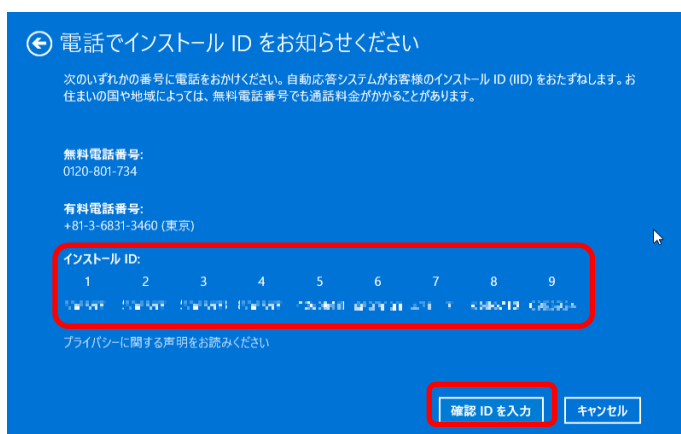 電話でインストール ID をお知らせください
次のいずれかの番号に電話をおかけください。自動応答システムがお客様のインストール ID (IID) をおたずねします。お
住まいの国や地域によっては、無料電話番号でも通話料金がかかることがあります。
無料電話番号:
0120-801-734
有料電話番号:
+81-3-6831-3460 (東京)
インストール ID:
1 2 3 4 5 6 7 8 9
プライバシーに関する声明をお読みください
確認 ID を入力 キャンセル